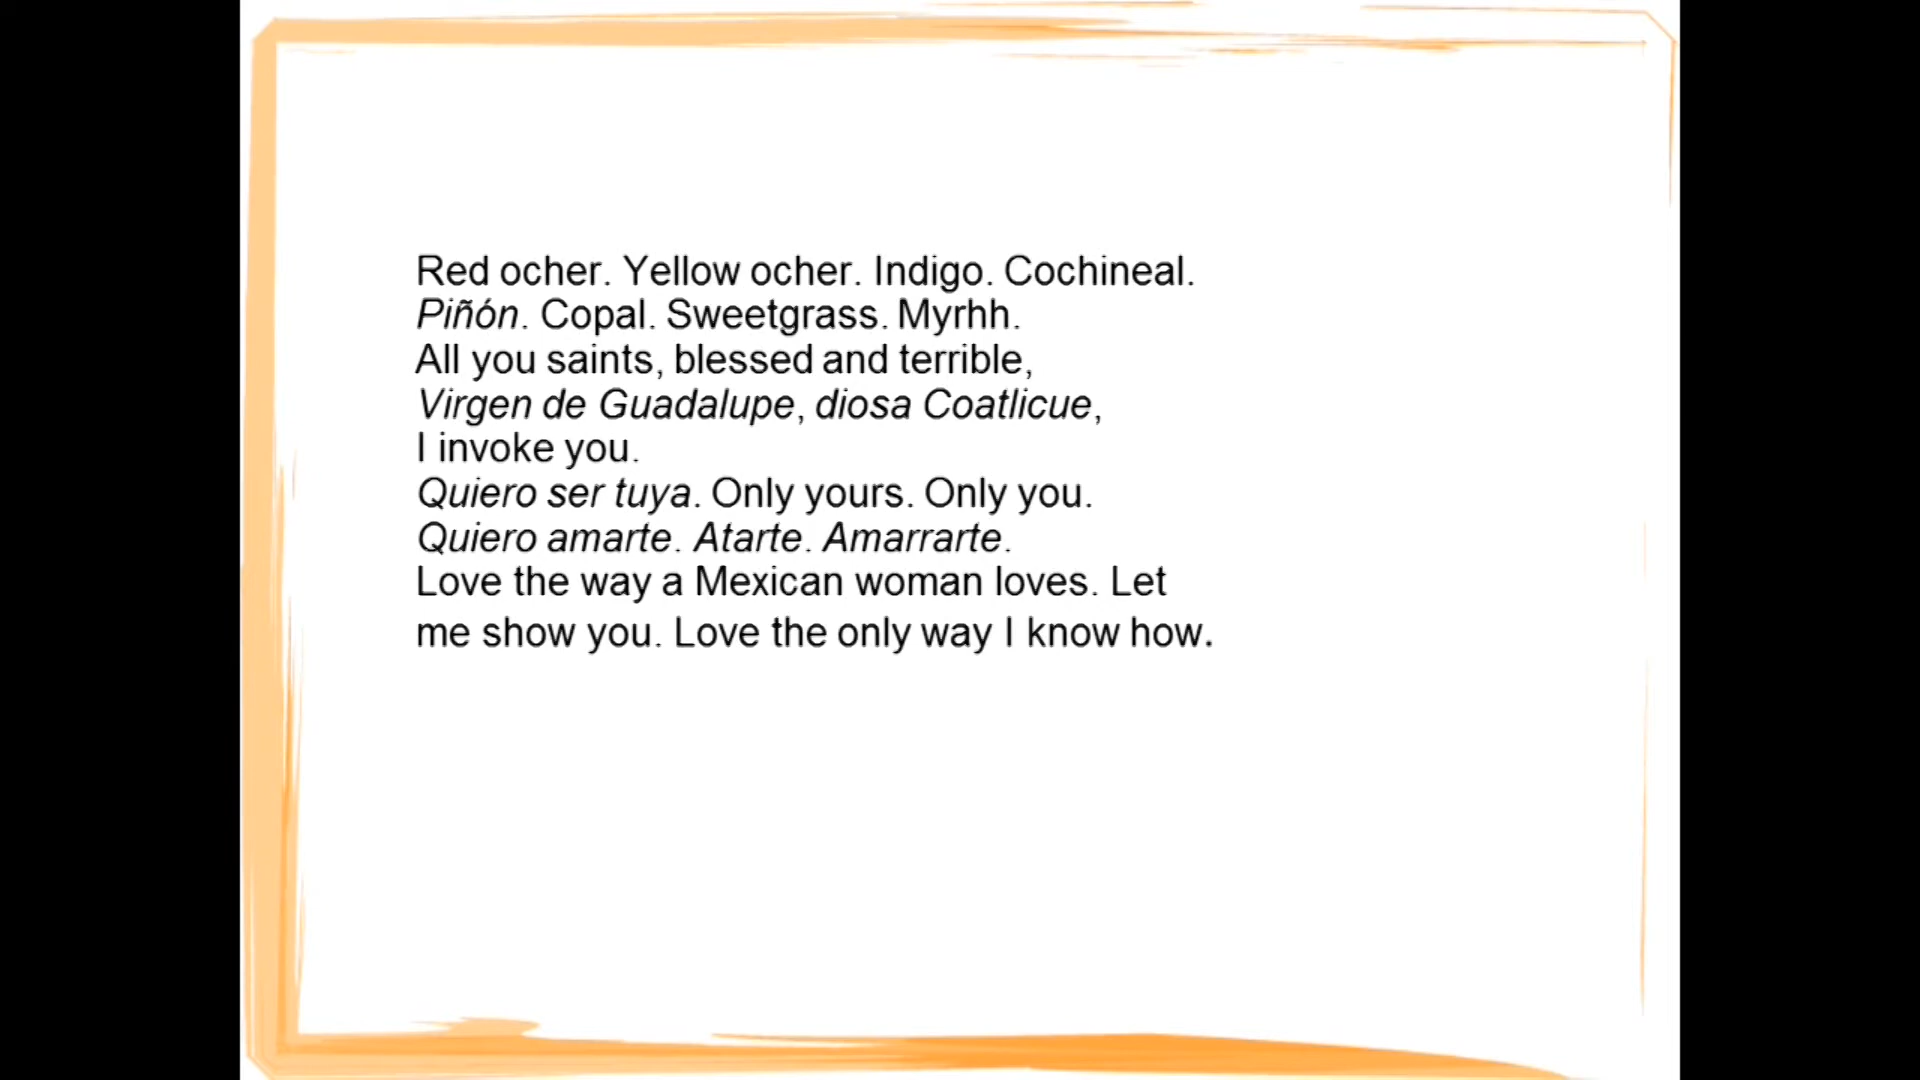 Red ocher. Yellow ocher. Indigo. Cochineal.
Piñón. Copal. Sweetgrass. Myrhh.
All you saints, blessed and terrible,
Virgen de Guadalupe, diosa Coatlicue,
I invoke you.
Quiero ser tuya. Only yours. Only you.
Quiero amarte. Atarte. Amarrarte.
Love the way a Mexican woman loves. Let
me show you. Love the only way I know how.